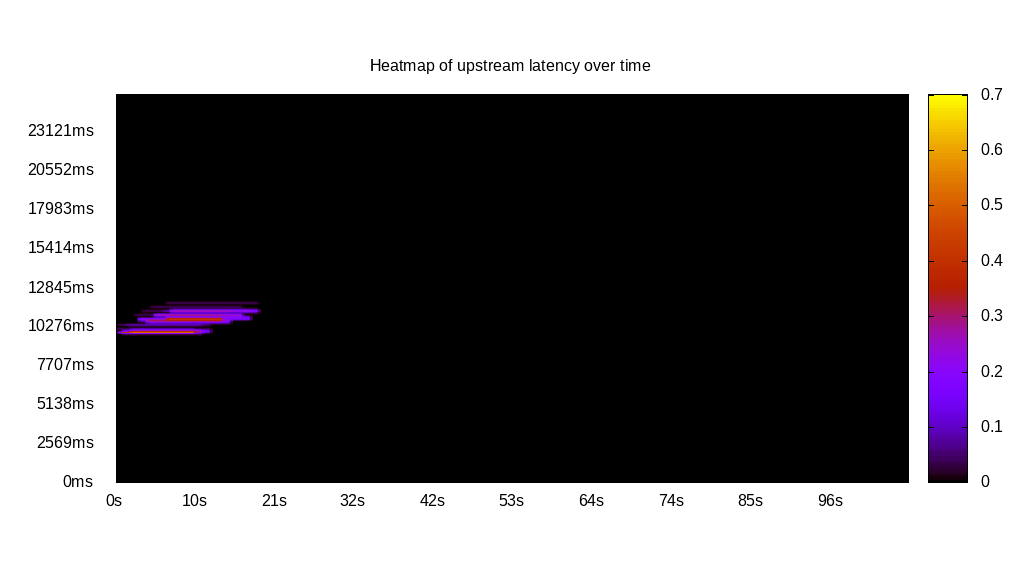 Heatmap of upstream latency over time
23121ms
20552ms
17983ms
15414ms
12845ms
10276ms
7707ms
5138ms
2569ms
0ms
0s 10s 21s 32s 42s 53s 64s 74s 85s 96s
0.7
0.6
0.5
0.4
0.3
0.2
0.1
0